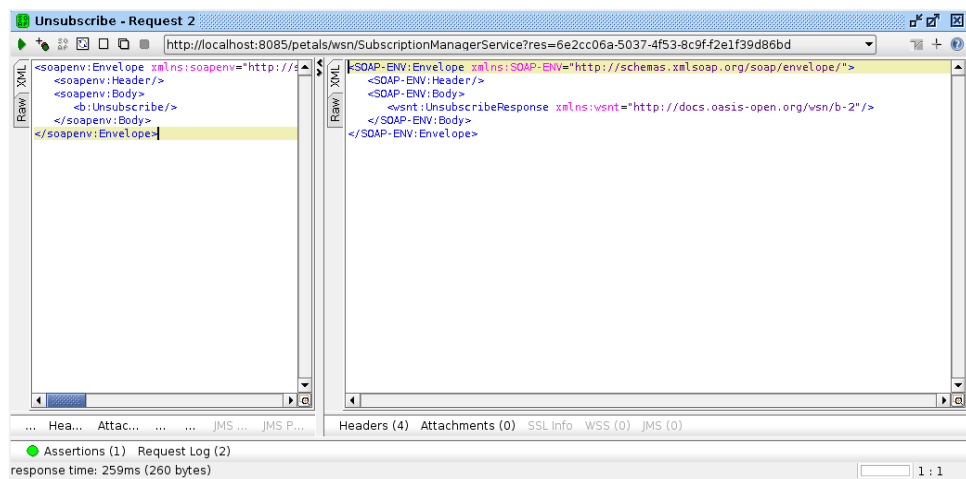 Unsubscribe - Request 2
http://localhost:8085/petals/wsn/SubscriptionManagerService?res=6e2cc06a-5037-4f53-8c9f-f2e1f39d86bd
XML
Raw
<soapenv:Envelope xmlns:soapenv="http://s
<soapenv:Header/>
<soapenv:Body>
<b:Unsubscribe/>
</soapenv:Body>
</soapenv:Envelope>
XML
Raw
<SOAP-ENV:Envelope xmlns:SOAP-ENV="http://schemas.xmlsoap.org/soap/envelope/">
<SOAP-ENV:Header/>
<SOAP-ENV:Body>
<wsnt:UnsubscribeResponse xmlns:wsnt="http://docs.oasis-open.org/wsn/b-2"/>
</SOAP-ENV:Body>
</SOAP-ENV:Envelope>
... Hea... Attac... ... ... JMS ... JMS P...
Headers (4) Attachments (0) SSL Info WSS (0) JMS (0)
Assertions (1) Request Log (2)
response time: 259ms (260 bytes)
1 : 1